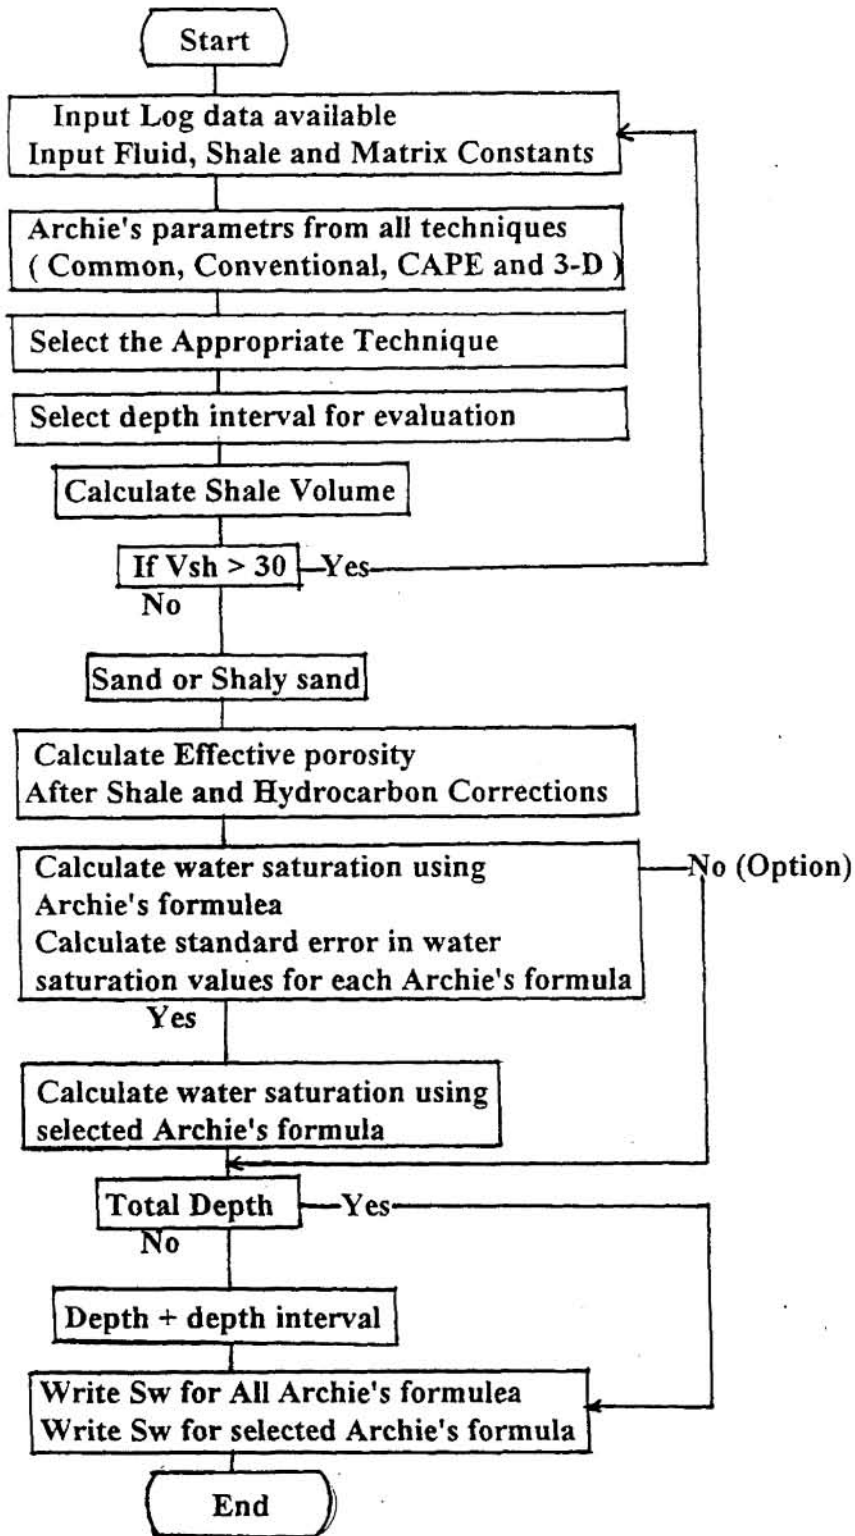 Start
Input Log data available
Input Fluid, Shale and Matrix Constants
Archie's parametrs from all techniques
( Common, Conventional, CAPE and 3-D )
Select the Appropriate Technique
Select depth interval for evaluation
Calculate Shale Volume
If Vsh > 30 Yes
No
Sand or Shaly sand
Calculate Effective porosity
After Shale and Hydrocarbon Corrections
Calculate water saturation using
No (Option)
Archie's formulea
Calculate standard error in water
saturation values for each Archie's formula
Yes
Calculate water saturation using
selected Archie's formula
Total Depth Yes
No
Depth + depth interval
Write Sw for All Archie's formulea
Write Sw for selected Archie's formula
End